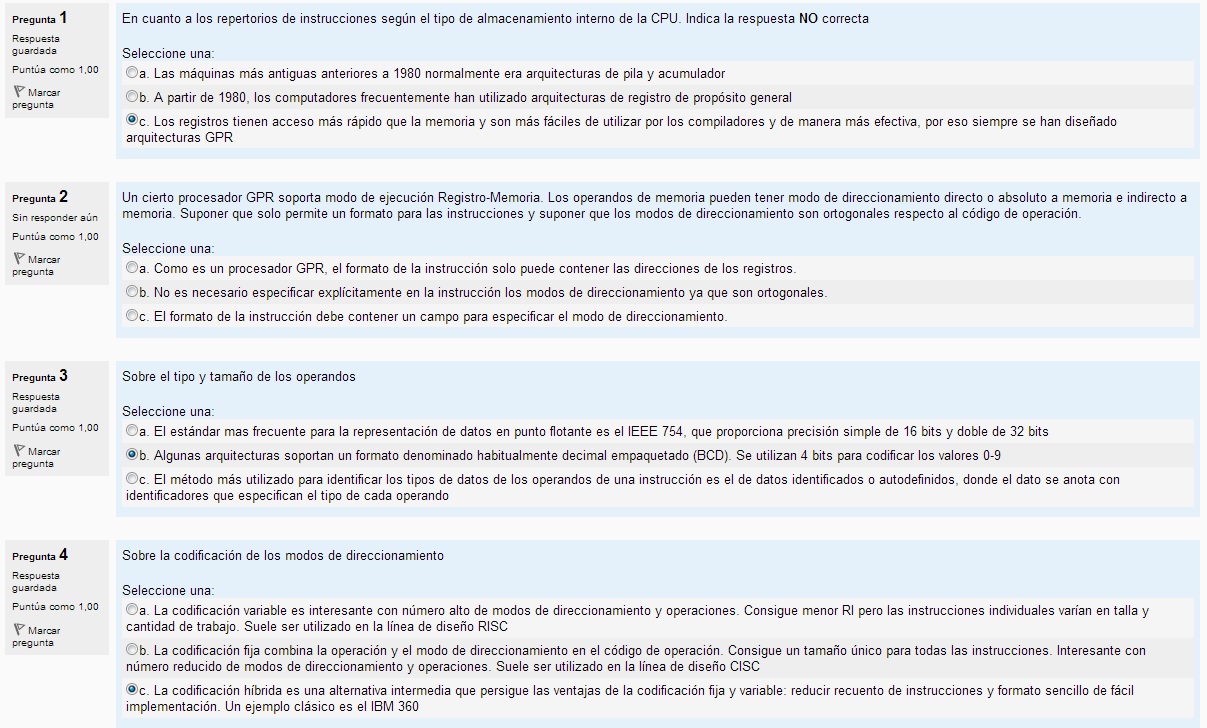 Pregunta 1
Respuesta
guardada
Puntúa como 1,00
Marcar
pregunta
En cuanto a los repertorios de instrucciones según el tipo de almacenamiento interno de la CPU. Indica la respuesta NO correcta
Seleccione una:
a. Las máquinas más antiguas anteriores a 1980 normalmente era arquitecturas de pila y acumulador
b. A partir de 1980, los computadores frecuentemente han utilizado arquitecturas de registro de propósito general
c. Los registros tienen acceso más rápido que la memoria y son más fáciles de utilizar por los compiladores y de manera más efectiva, por eso siempre se han diseñado
arquitecturas GPR
Pregunta 2
Sin responder aún
Puntúa como 1,00
Marcar
pregunta
Un cierto procesador GPR soporta modo de ejecución Registro-Memoria. Los operandos de memoria pueden tener modo de direccionamiento directo o absoluto a memoria e indirecto a
memoria. Suponer que solo permite un formato para las instrucciones y suponer que los modos de direccionamiento son ortogonales respecto al código de operación.
Seleccione una:
a. Como es un procesador GPR, el formato de la instrucción solo puede contener las direcciones de los registros.
b. No es necesario especificar explícitamente en la instrucción los modos de direccionamiento ya que son ortogonales.
c. El formato de la instrucción debe contener un campo para especificar el modo de direccionamiento.
Pregunta 3
Respuesta
guardada
Puntúa como 1,00
Marcar
pregunta
Sobre el tipo y tamaño de los operandos
Seleccione una:
a. El estándar mas frecuente para la representación de datos en punto flotante es el IEEE 754, que proporciona precisión simple de 16 bits y doble de 32 bits
b. Algunas arquitecturas soportan un formato denominado habitualmente decimal empaquetado (BCD). Se utilizan 4 bits para codificar los valores 0-9
c. El método más utilizado para identificar los tipos de datos de los operandos de una instrucción es el de datos identificados o autodefinidos, donde el dato se anota con
identificadores que especifican el tipo de cada operando
Pregunta 4
Respuesta
guardada
Puntúa como 1,00
Marcar
pregunta
Sobre la codificación de los modos de direccionamiento
Seleccione una:
a. La codificación variable es interesante con número alto de modos de direccionamiento y operaciones. Consigue menor RI pero las instrucciones individuales varían en talla y
cantidad de trabajo. Suele ser utilizado en la línea de diseño RISC
b. La codificación fija combina la operación y el modo de direccionamiento en el código de operación. Consigue un tamaño único para todas las instrucciones. Interesante con
número reducido de modos de direccionamiento y operaciones. Suele ser utilizado en la línea de diseño CISC
c. La codificación híbrida es una alternativa intermedia que persigue las ventajas de la codificación fija y variable: reducir recuento de instrucciones y formato sencillo de fácil
implementación. Un ejemplo clásico es el IBM 360